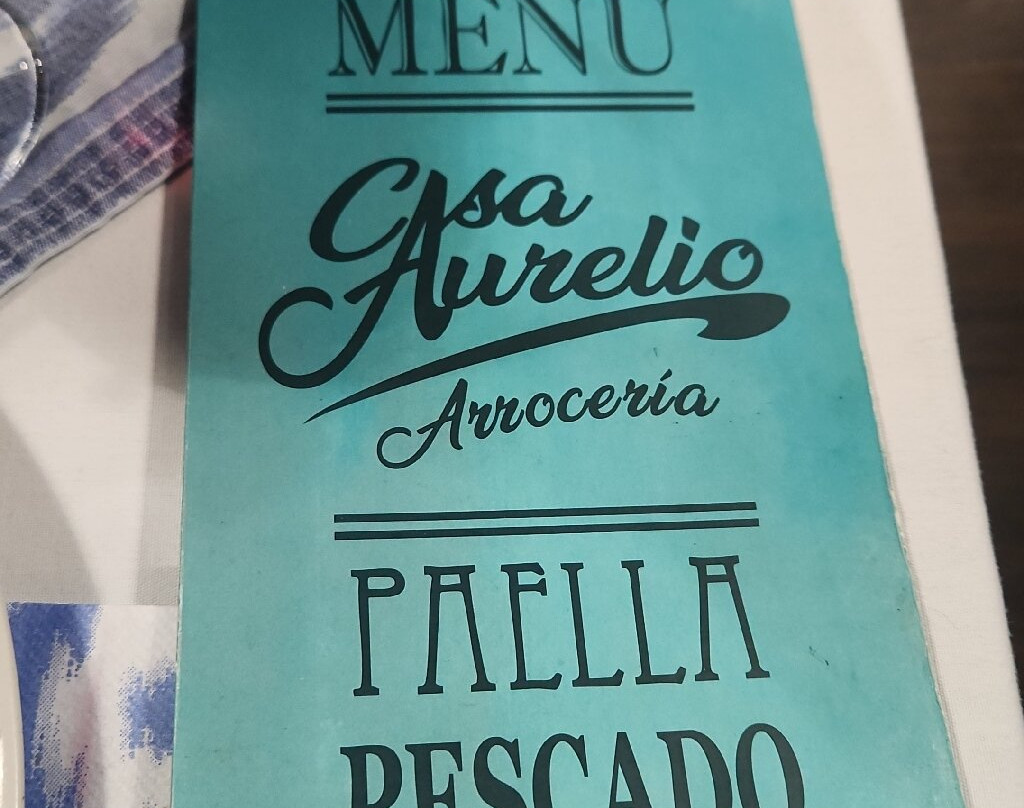 MENU
Casa
Aurelio
Arrocería
PAELLA
PESCADO